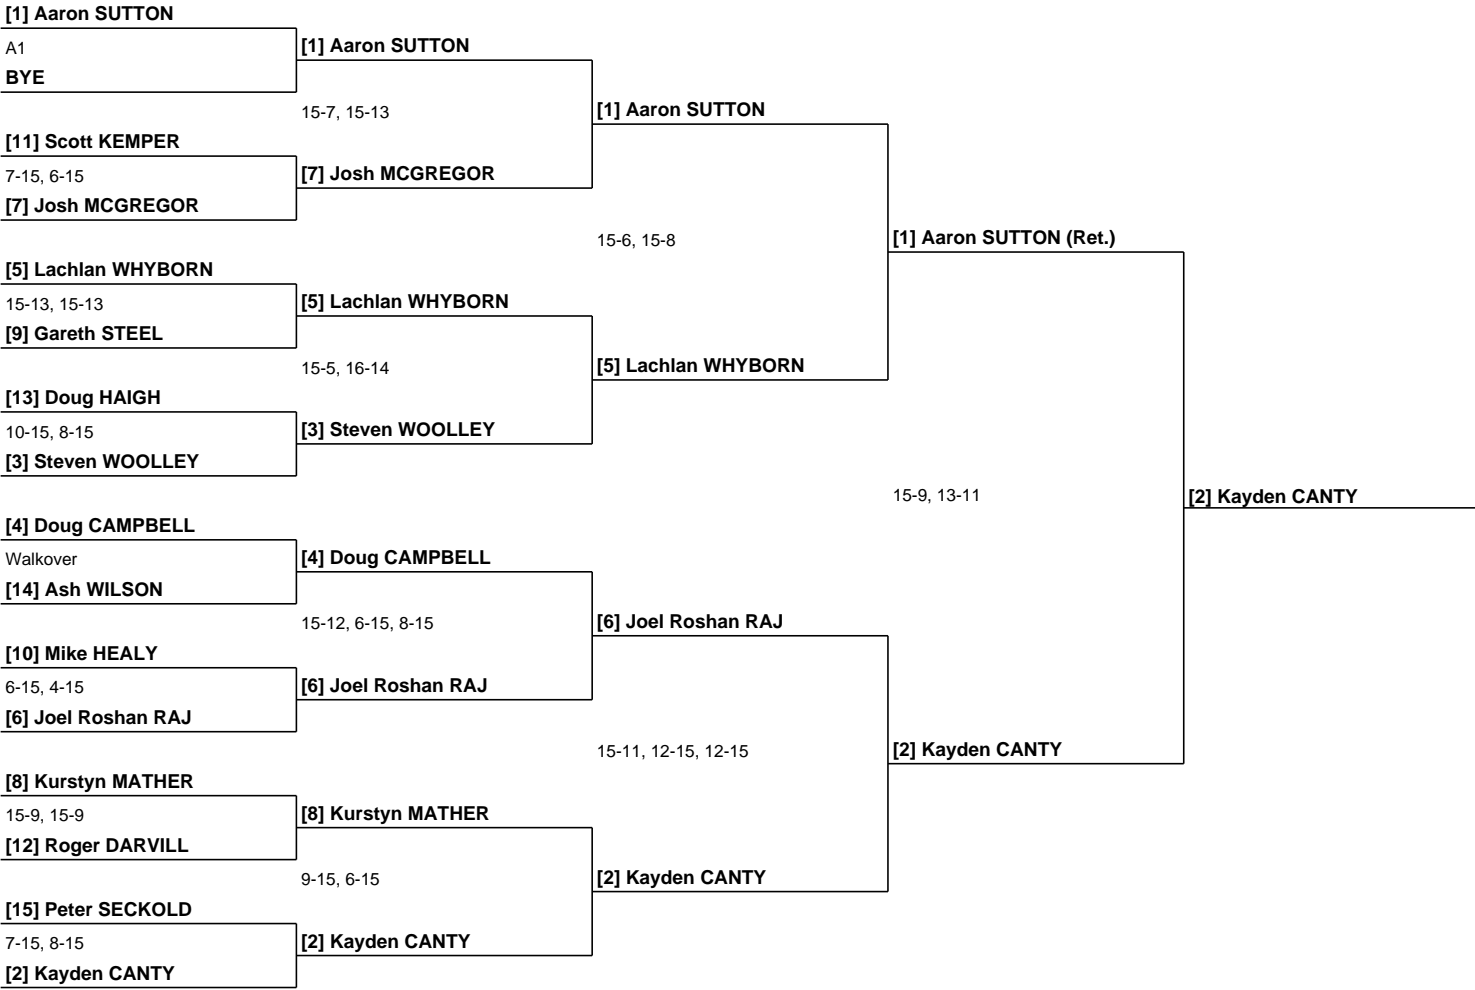 [1] Aaron SUTTON
A1
BYE
[11] Scott KEMPER
7-15, 6-15
[7] Josh MCGREGOR
[5] Lachlan WHYBORN
15-13, 15-13
[9] Gareth STEEL
[13] Doug HAIGH
10-15, 8-15
[3] Steven WOOLLEY
[4] Doug CAMPBELL
Walkover
[14] Ash WILSON
[10] Mike HEALY
6-15, 4-15
[6] Joel Roshan RAJ
[8] Kurstyn MATHER
15-9, 15-9
[12] Roger DARVILL
[15] Peter SECKOLD
7-15, 8-15
[2] Kayden CANTY
[1] Aaron SUTTON
15-7, 15-13
[7] Josh MCGREGOR
[5] Lachlan WHYBORN
15-5, 16-14
[3] Steven WOOLLEY
[4] Doug CAMPBELL
15-12, 6-15, 8-15
[6] Joel Roshan RAJ
[8] Kurstyn MATHER
9-15, 6-15
[2] Kayden CANTY
[1] Aaron SUTTON
15-6, 15-8
[5] Lachlan WHYBORN
[6] Joel Roshan RAJ
15-11, 12-15, 12-15
[2] Kayden CANTY
[1] Aaron SUTTON (Ret.)
15-9, 13-11
[2] Kayden CANTY
[2] Kayden CANTY